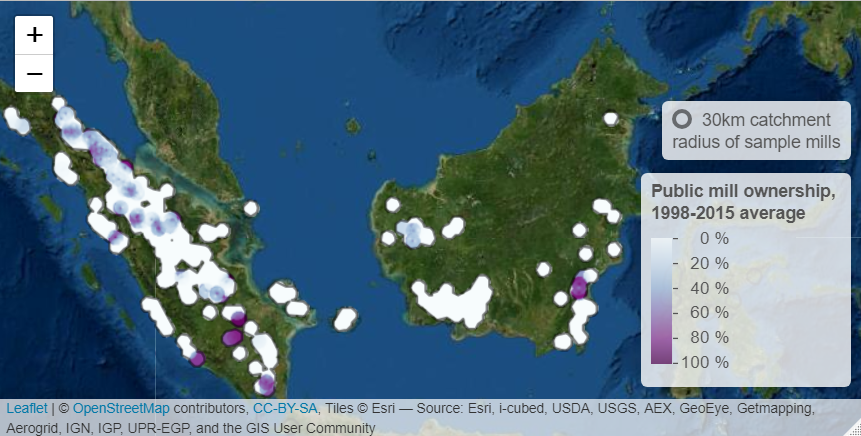 +
−
30km catchment
radius of sample mills
Public mill ownership,
1998-2015 average
0 %
20 %
40 %
60 %
80 %
100 %
Leaflet | © OpenStreetMap contributors, CC-BY-SA, Tiles © Esri — Source: Esri, i-cubed, USDA, USGS, AEX, GeoEye, Getmapping,
Aerogrid, IGN, IGP, UPR-EGP, and the GIS User Community